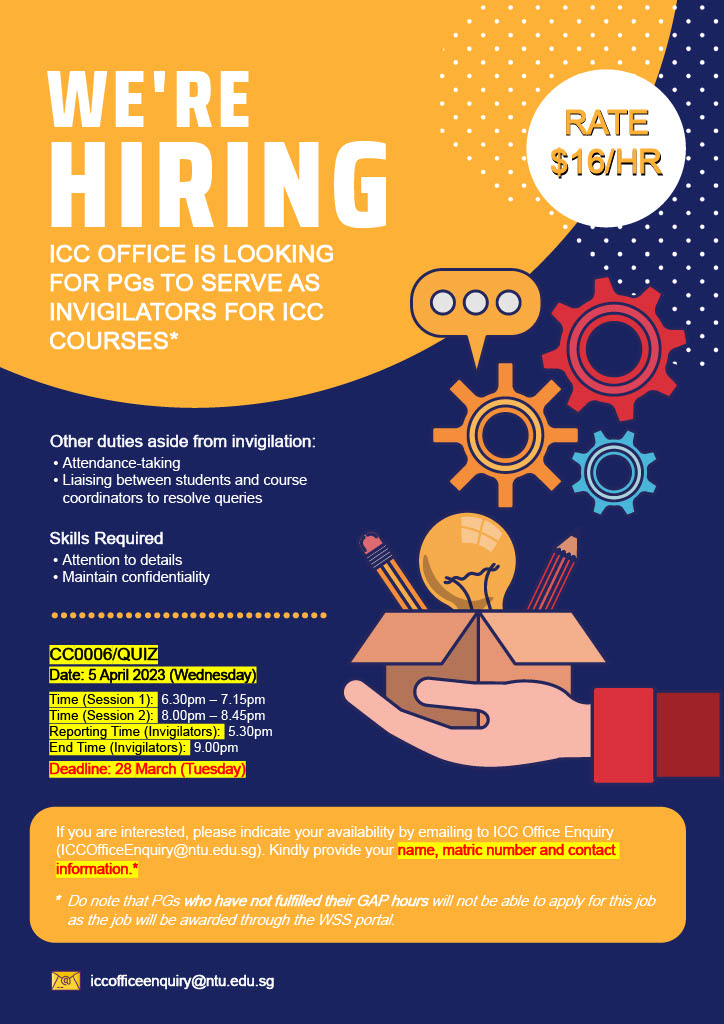 WE'RE
HIRING
RATE
$16/HR
ICC OFFICE IS LOOKING
FOR PGs TO SERVE AS
INVIGILATORS FOR ICC
COURSES*
Other duties aside from invigilation:
• Attendance-taking
• Liaising between students and course
coordinators to resolve queries
Skills Required
• Attention to details
• Maintain confidentiality
CC0006/QUIZ
Date: 5 April 2023 (Wednesday)
Time (Session 1): 6.30pm – 7.15pm
Time (Session 2): 8.00pm – 8.45pm
Reporting Time (Invigilators): 5.30pm
End Time (Invigilators): 9.00pm
Deadline: 28 March (Tuesday)
If you are interested, please indicate your availability by emailing to ICC Office Enquiry
(ICCOfficeEnquiry@ntu.edu.sg). Kindly provide your name, matric number and contact
information.*
* Do note that PGs who have not fulfilled their GAP hours will not be able to apply for this job
as the job will be awarded through the WSS portal.
@ iccofficeenquiry@ntu.edu.sg